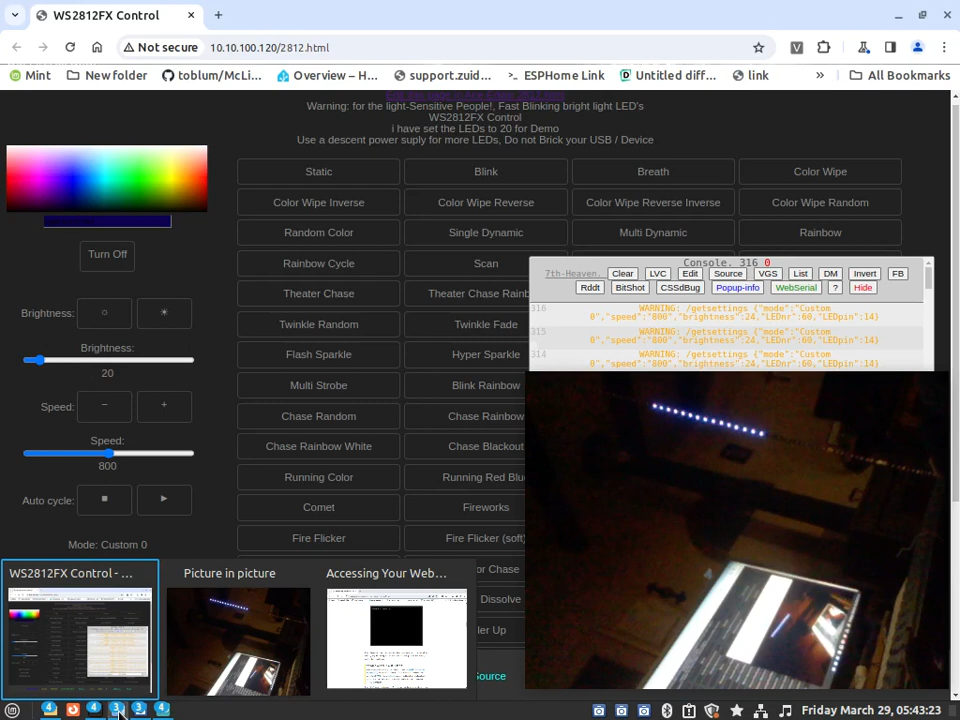 WS2812FX Control
Not secure 10.10.100.120/2812.html
Mint New folder toblum/McLi... Overview – H... support.zuid... ESPHome Link Untitled diff... link » All Bookmarks
Warning: for the light-Sensitive People!, Fast Blinking bright light LED's
WS2812FX Control
i have set the LEDs to 20 for Demo
Use a descent power suply for more LEDs, Do not Brick your USB / Device
Static Blink Breath Color Wipe
Color Wipe Inverse Color Wipe Reverse Color Wipe Reverse Inverse Color Wipe Random
Turn Off
Random Color Single Dynamic Multi Dynamic Rainbow
Rainbow Cycle Scan
Theater Chase Theater Chase Rainb
Brightness:
Twinkle Random Twinkle Fade
Brightness:
20
Flash Sparkle Hyper Sparkle
Multi Strobe Blink Rainbow
Speed: − +
Chase Random Chase Rainbow
Speed:
800
Chase Rainbow White Chase Blackout
Running Color Running Red Blu
Auto cycle:
Comet Fireworks
Fire Flicker Fire Flicker (soft)
Mode: Custom 0
or Chase
Dissolve
ler Up
Source
Console. 316 0
7th-Heaven. Clear LVC Edit Source VGS List DM Invert FB
Rddt BitShot CSSdBug Popup-info WebSerial ? Hide
316 WARNING: /getsettings {"mode":"Custom
0","speed":"800","brightness":24,"LEDnr":60,"LEDpin":14}
315 WARNING: /getsettings {"mode":"Custom
0","speed":"800","brightness":24,"LEDnr":60,"LEDpin":14}
314 WARNING: /getsettings {"mode":"Custom
0","speed":"800","brightness":24,"LEDnr":60,"LEDpin":14}
WS2812FX Control - ... Picture in picture Accessing Your Web...
4 4 3 3 4
Friday March 29, 05:43:23